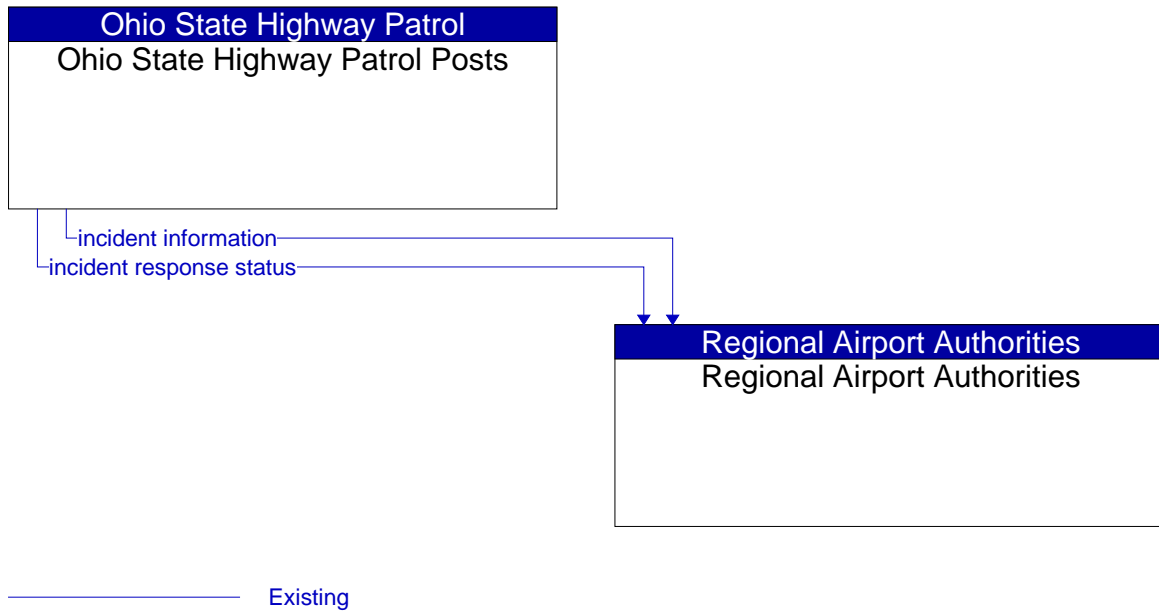 Ohio State Highway Patrol
Ohio State Highway Patrol Posts
incident information
incident response status
Regional Airport Authorities
Regional Airport Authorities
Existing